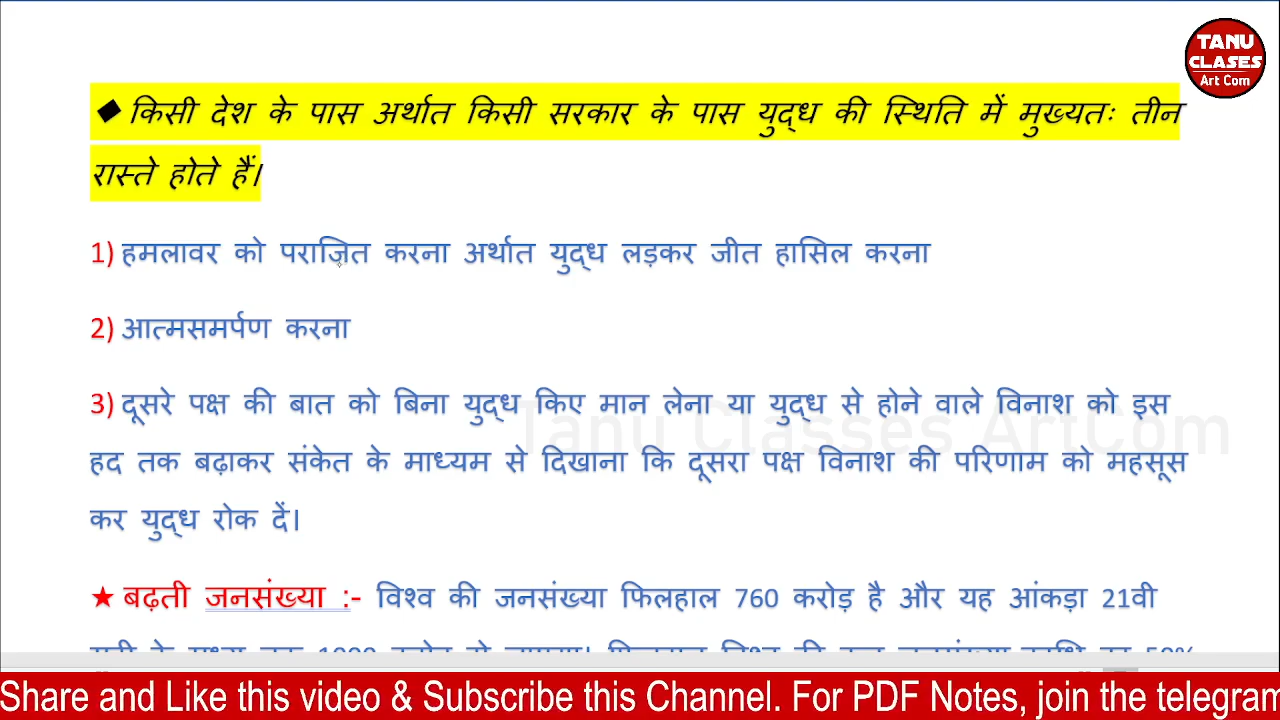 TANU
CLASES
Art Com
◆ किसी देश के पास अर्थात किसी सरकार के पास युद्ध की स्थिति में मुख्यतः तीन
रास्ते होते हैं।
1) हमलावर को पराजित करना अर्थात युद्ध लड़कर जीत हासिल करना
2) आत्मसमर्पण करना
3) दूसरे पक्ष की बात को बिना युद्ध किए मान लेना या युद्ध से होने वाले विनाश को इस
Tanu Classes ArtCom
हद तक बढ़ाकर संकेत के माध्यम से दिखाना कि दूसरा पक्ष विनाश की परिणाम को महसूस
कर युद्ध रोक दें।
★ बढ़ती जनसंख्या :- विश्व की जनसंख्या फिलहाल 760 करोड़ है और यह आंकड़ा 21वी
Share and Like this video & Subscribe this Channel. For PDF Notes, join the telegram